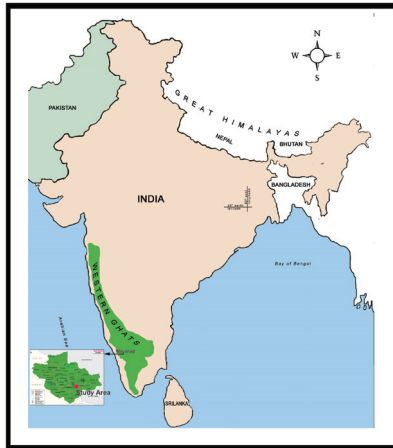 N
W E
S
PAKISTAN
GREAT HIMALAYAS
NEPAL
BHUTAN
BANGLADESH
INDIA
WESTERN GHATS
Bay of Bengal
Arabian Sea
Study Area
SRILANKA